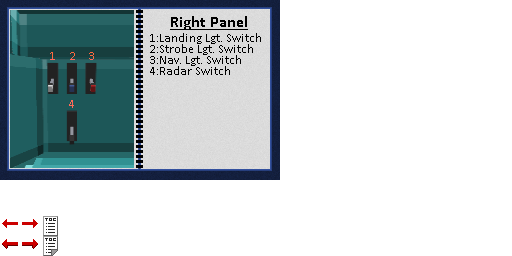 Right Panel
1 2 3
1:Landing Lgt. Switch
2:Strobe Lgt. Switch
3:Nav. Lgt. Switch
4:Radar Switch
4
TOC
TOC